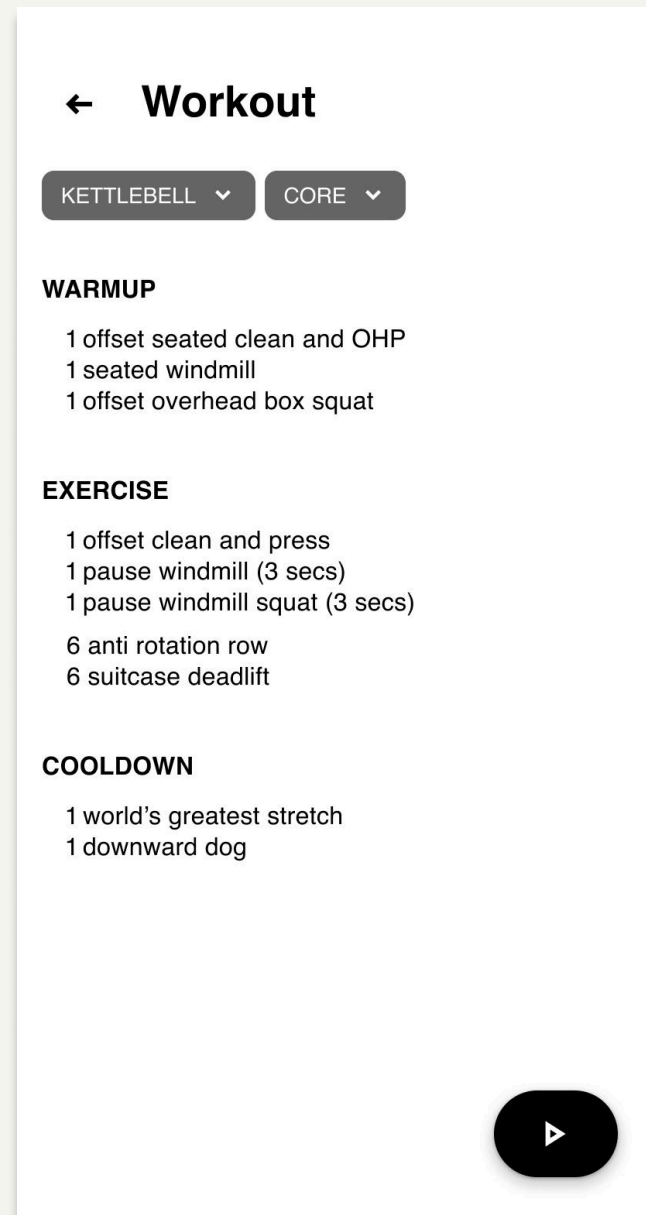 Workout
KETTLEBELL CORE
WARMUP
1 offset seated clean and OHP
1 seated windmill
1 offset overhead box squat
EXERCISE
1 offset clean and press
1 pause windmill (3 secs)
1 pause windmill squat (3 secs)
6 anti rotation row
6 suitcase deadlift
COOLDOWN
1 world’s greatest stretch
1 downward dog